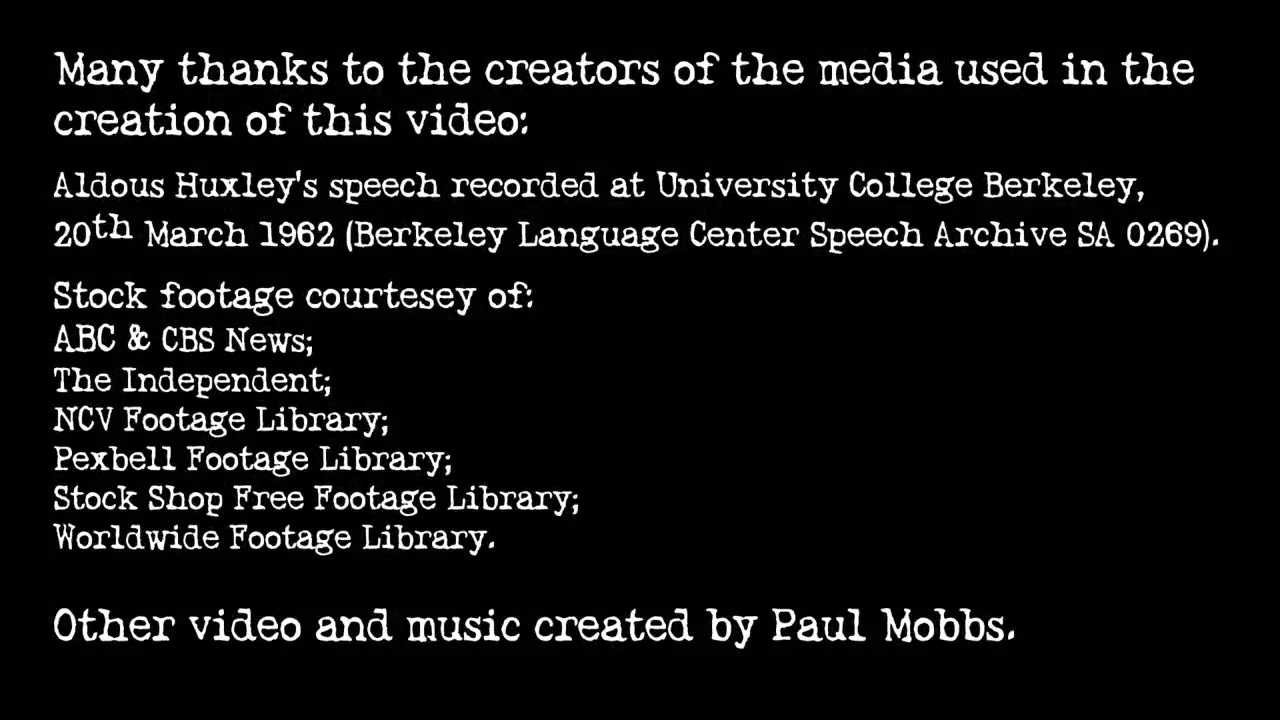 Many thanks to the creators of the media used in the
creation of this video:
Aldous Huxley's speech recorded at University College Berkeley,
20th March 1962 (Berkeley Language Center Speech Archive SA 0269).
Stock footage courtesey of:
ABC & CBS News;
The Independent;
NCV Footage Library;
Pexbell Footage Library;
Stock Shop Free Footage Library;
Worldwide Footage Library.
Other video and music created by Paul Mobbs.